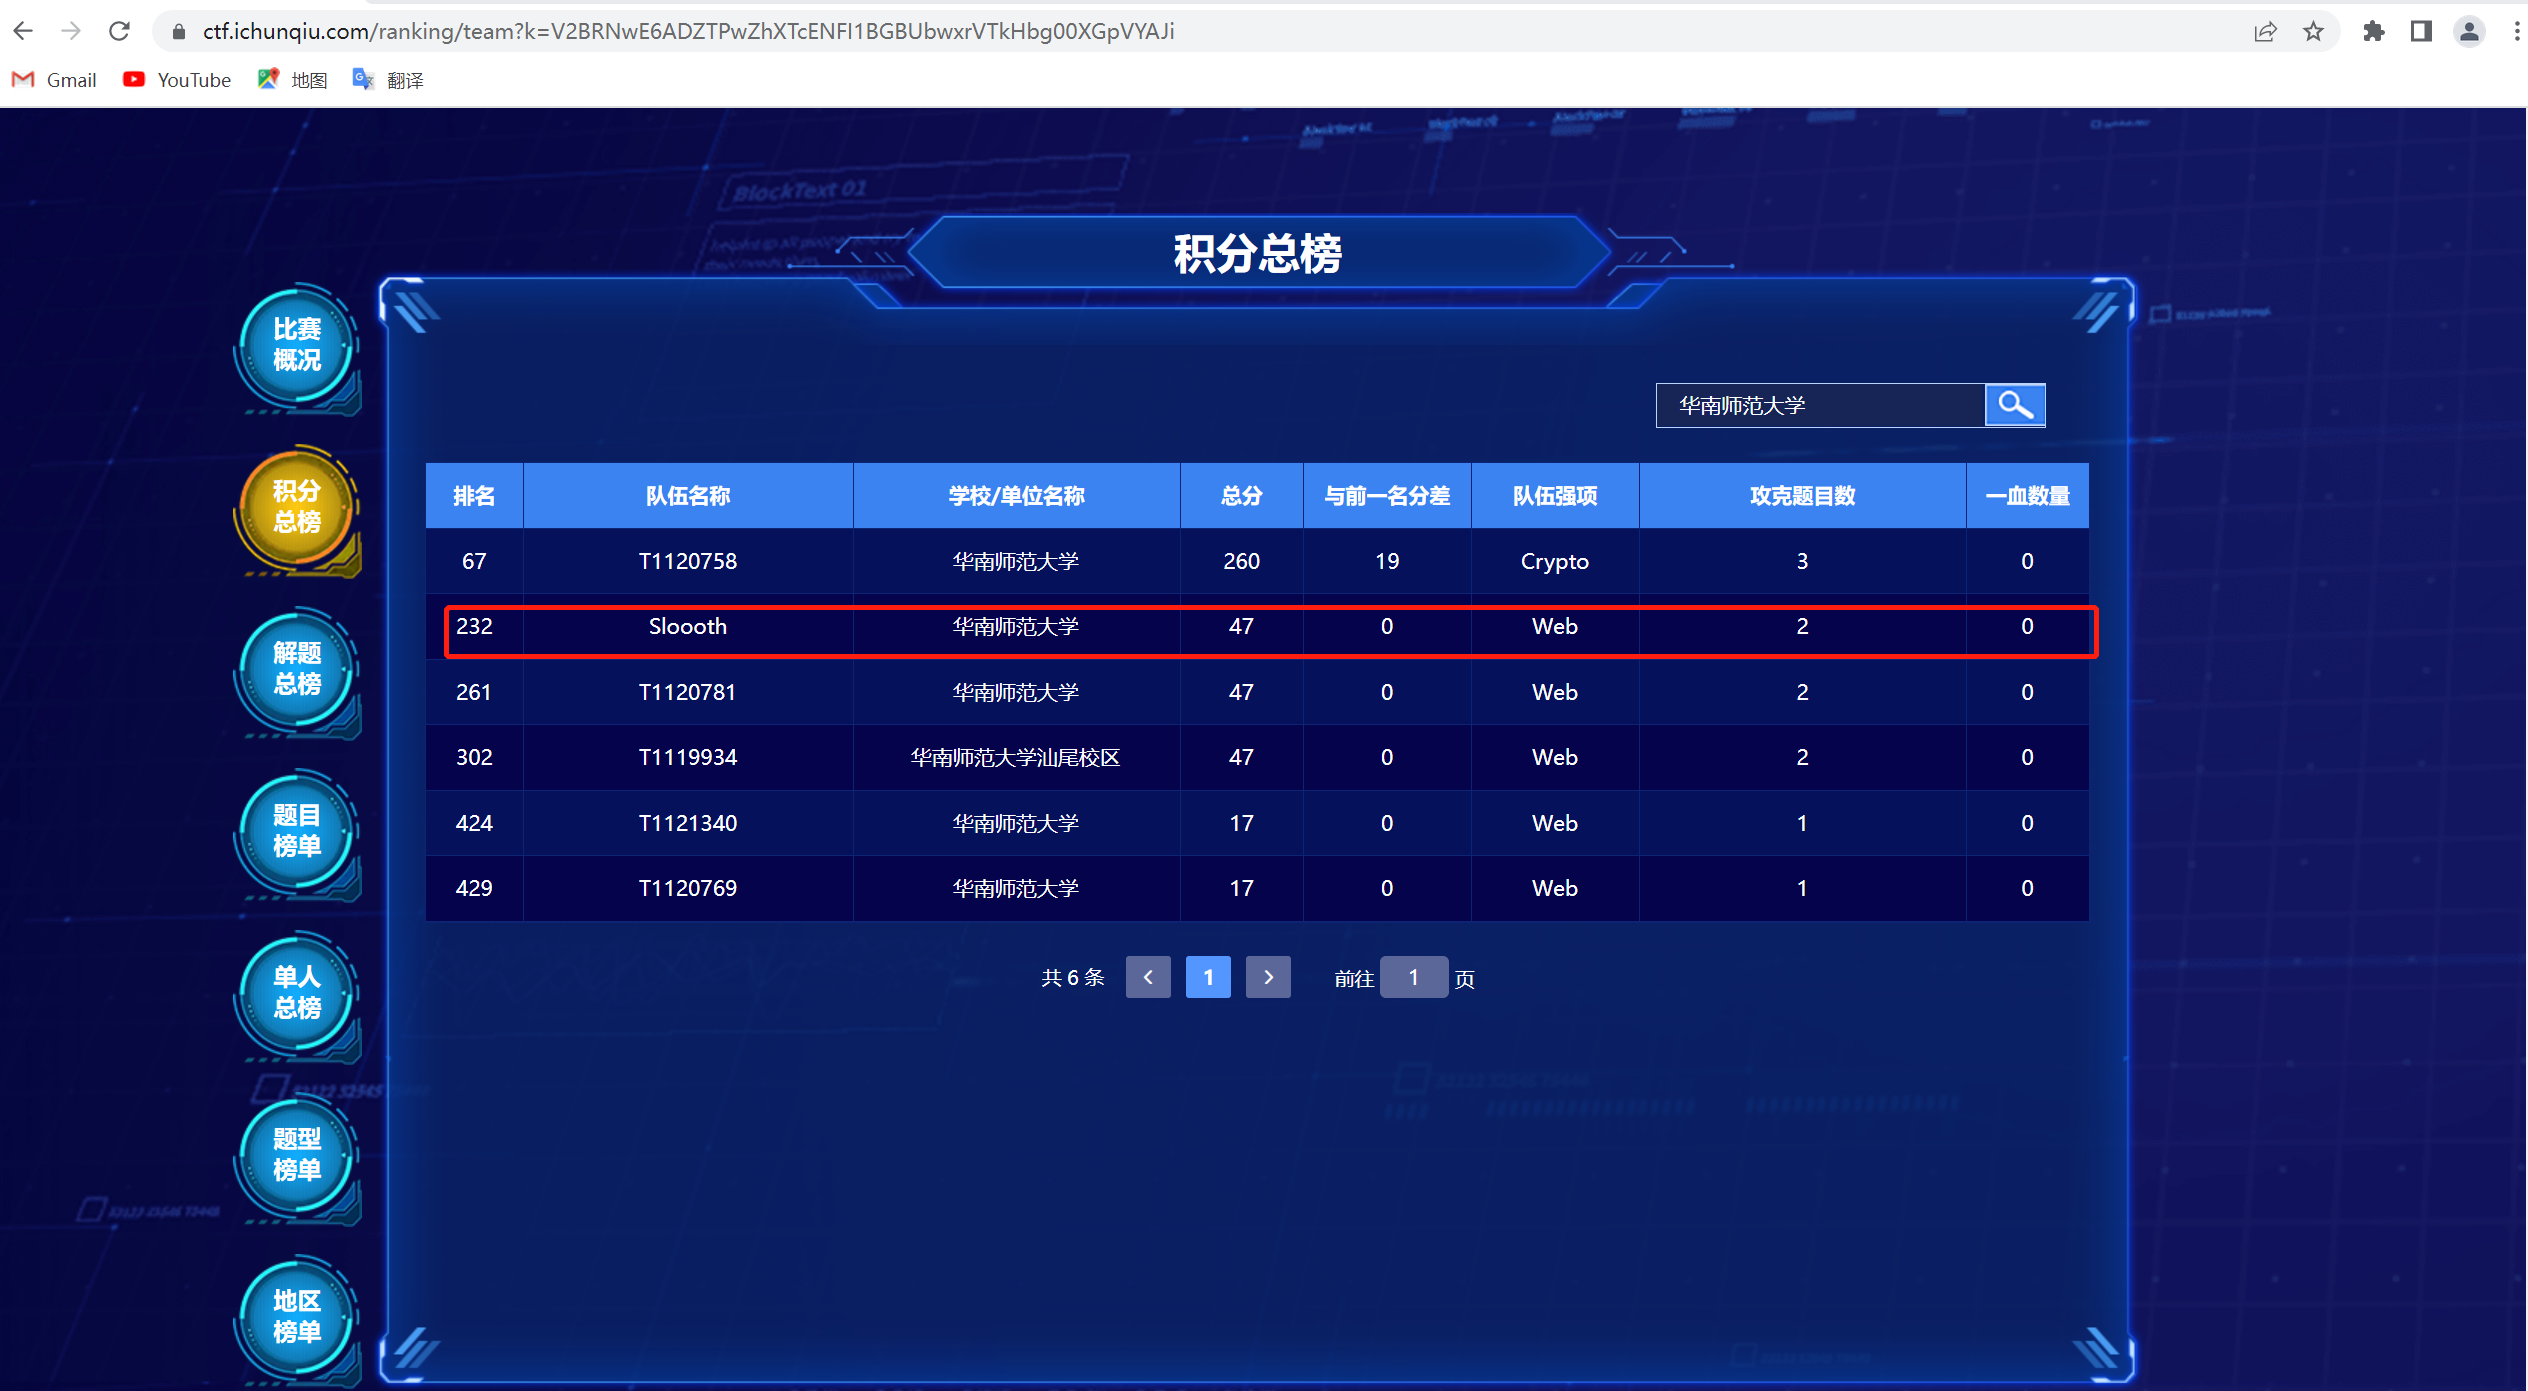 ctf.ichunqiu.com/ranking/team?k=V2BRNwE6ADZTPwZhXTcENFI1BGBUbwxrVTkHbg00XGpVYAJi
Gmail YouTube 地图 翻译
BlockText 01
积分总榜
比赛
概况
积分
总榜
解题
总榜
题目
榜单
单人
总榜
题型
榜单
地区
榜单
华南师范大学
排名 队伍名称 学校/单位名称 总分 与前一名分差 队伍强项 攻克题目数 一血数量
67 T1120758 华南师范大学 260 19 Crypto 3 0
232 Sloooth 华南师范大学 47 0 Web 2 0
261 T1120781 华南师范大学 47 0 Web 2 0
302 T1119934 华南师范大学汕尾校区 47 0 Web 2 0
424 T1121340 华南师范大学 17 0 Web 1 0
429 T1120769 华南师范大学 17 0 Web 1 0
共 6 条 1 前往 1 页